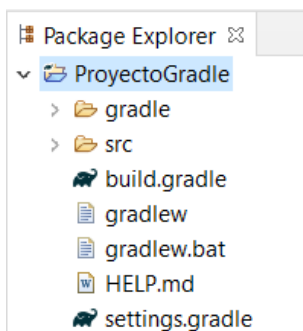 Package Explorer
ProyectoGradle
gradle
src
build.gradle
gradlew
gradlew.bat
HELP.md
settings.gradle